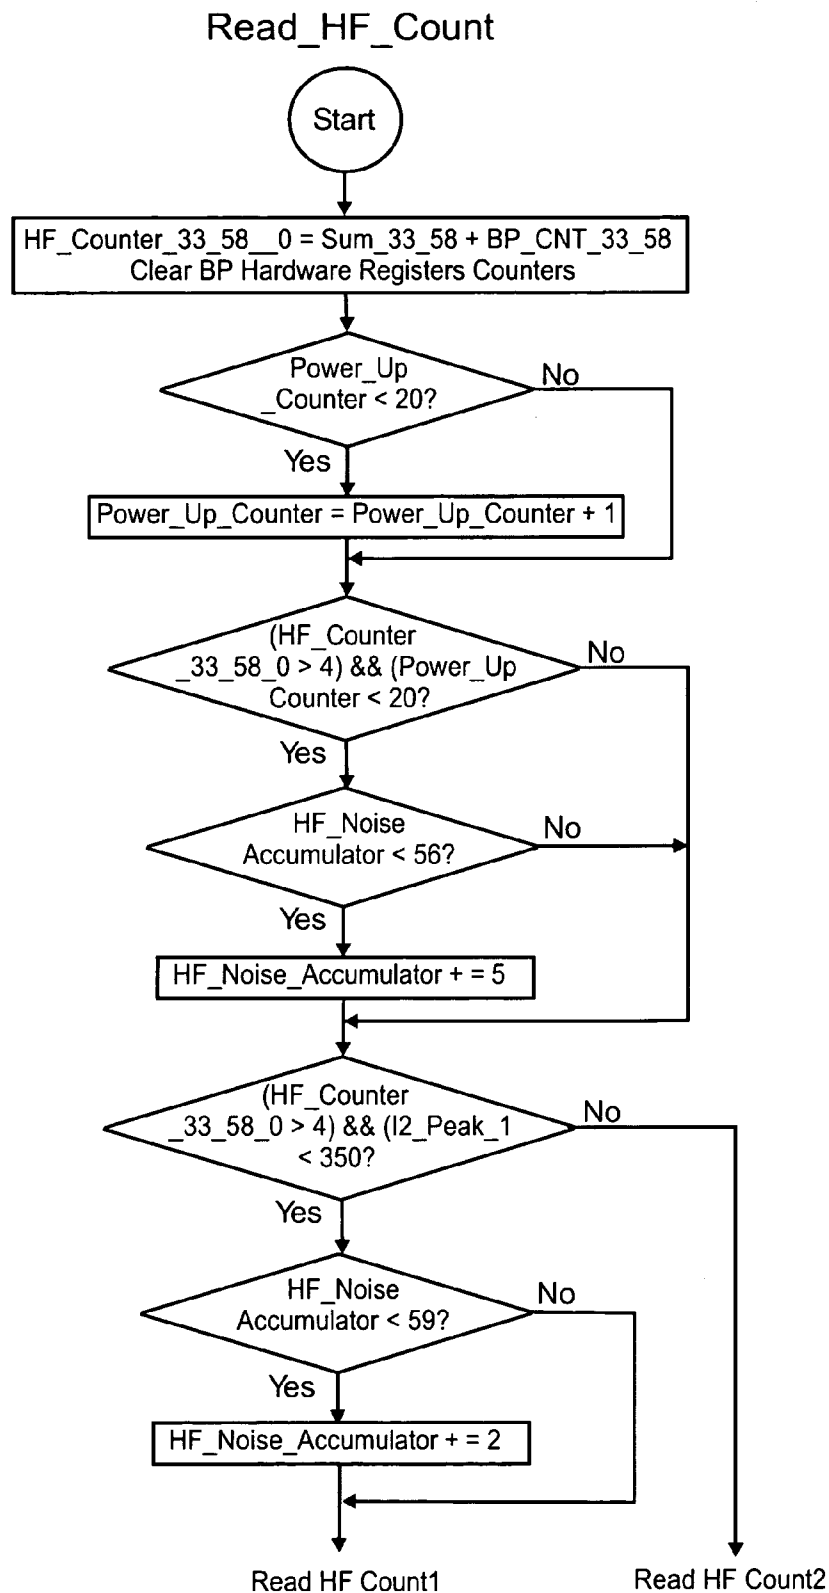 Read_HF_Count
Start
HF_Counter_33_58__0 = Sum_33_58 + BP_CNT_33_58
Clear BP Hardware Registers Counters
Power_Up
_Counter < 20?
No
Yes
Power_Up_Counter = Power_Up_Counter + 1
(HF_Counter
_33_58_0 > 4) && (Power_Up
Counter < 20?
No
Yes
HF_Noise
Accumulator < 56?
No
Yes
HF_Noise_Accumulator + = 5
(HF_Counter
_33_58_0 > 4) && (I2_Peak_1
< 350?
No
Yes
HF_Noise
Accumulator < 59?
No
Yes
HF_Noise_Accumulator + = 2
Read HF Count1
Read HF Count2